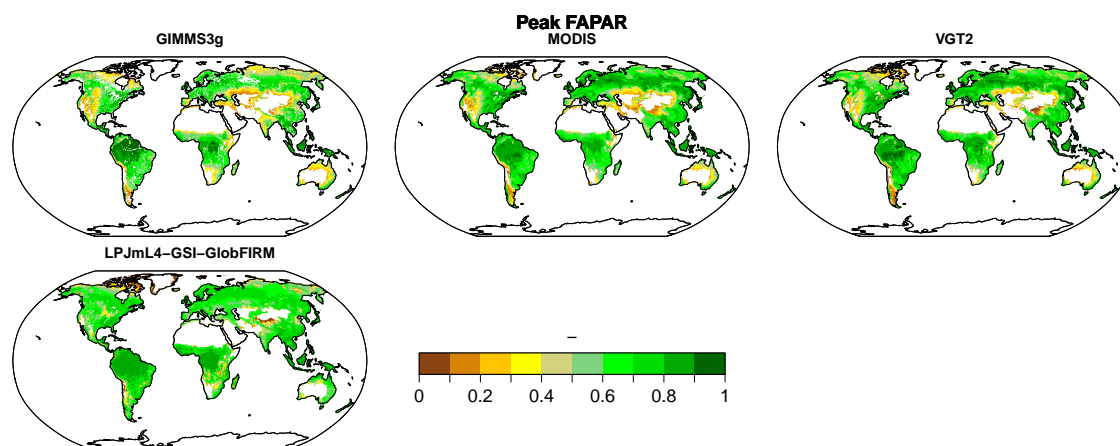 Peak FAPAR
GIMMS3g MODIS VGT2
LPJmL4–GSI–GlobFIRM
–
0 0.2 0.4 0.6 0.8 1